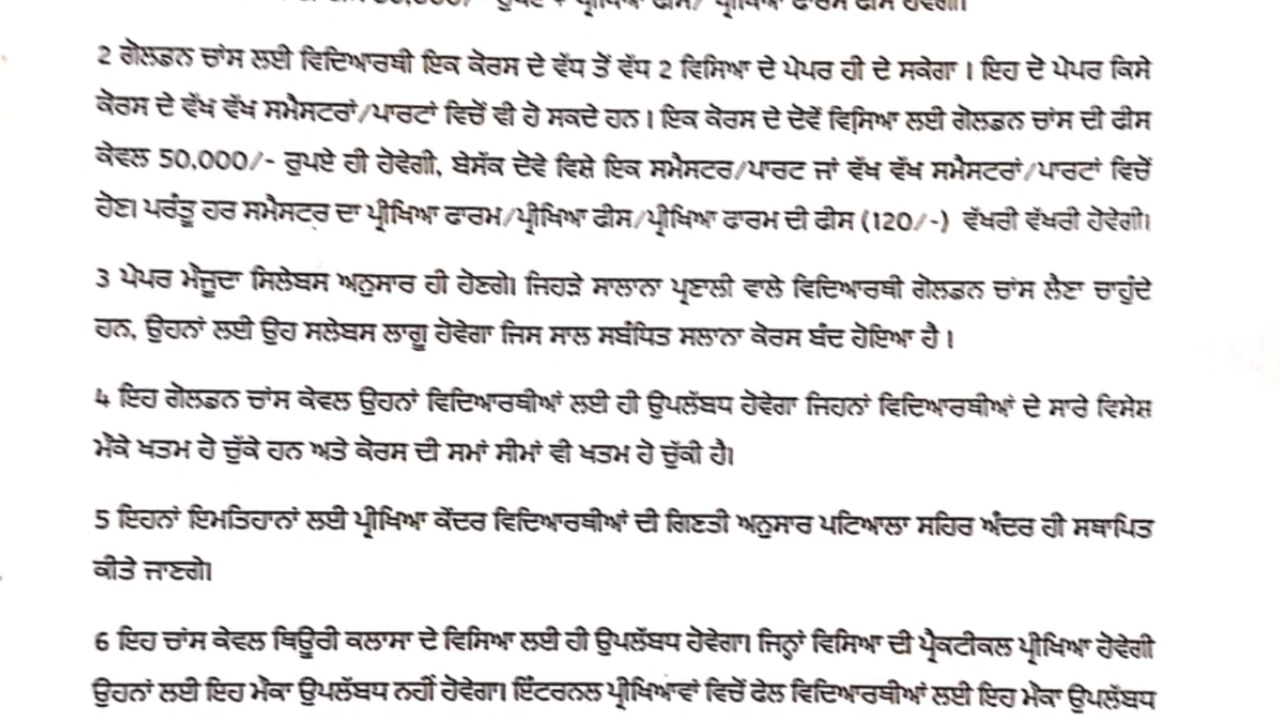 ਰੁਪਏ + ਪ੍ਰੀਖਿਆ ਫੀਸ/ ਪ੍ਰੀਖਿਆ ਫਾਰਮ ਫੀਸ ਹੋਵੇਗੀ।
2 ਗੋਲਡਨ ਚਾਂਸ ਲਈ ਵਿਦਿਆਰਥੀ ਇਕ ਕੋਰਸ ਦੇ ਵੱਧ ਤੋਂ ਵੱਧ 2 ਵਿਸਿਆ ਦੇ ਪੇਪਰ ਹੀ ਦੇ ਸਕੇਗਾ । ਇਹ ਦੋ ਪੇਪਰ ਕਿਸੇ
ਕੋਰਸ ਦੇ ਵੱਖ ਵੱਖ ਸਮੈਸਟਰਾਂ/ਪਾਰਟਾਂ ਵਿਚੋਂ ਵੀ ਹੋ ਸਕਦੇ ਹਨ । ਇਕ ਕੋਰਸ ਦੇ ਦੋਵੇਂ ਵਿਸ਼ਿਆ ਲਈ ਗੋਲਡਨ ਚਾਂਸ ਦੀ ਫੀਸ
ਕੇਵਲ 50,000/- ਰੁਪਏ ਹੀ ਹੋਵੇਗੀ, ਬੇਸੱਕ ਦੋਵੇ ਵਿਸ਼ੇ ਇਕ ਸਮੈਸਟਰ/ਪਾਰਟ ਜਾਂ ਵੱਖ ਵੱਖ ਸਮੈਸਟਰਾਂ/ਪਾਰਟਾਂ ਵਿਚੋਂ
ਹੋਣ। ਪਰੰਤੂ ਹਰ ਸਮੈਸਟਰ ਦਾ ਪ੍ਰੀਖਿਆ ਫਾਰਮ/ਪ੍ਰੀਖਿਆ ਫੀਸ/ਪ੍ਰੀਖਿਆ ਫਾਰਮ ਦੀ ਫੀਸ (120/-) ਵੱਖਰੀ ਵੱਖਰੀ ਹੋਵੇਗੀ।
3 ਪੇਪਰ ਮੌਜੂਦਾ ਸਿਲੇਬਸ ਅਨੁਸਾਰ ਹੀ ਹੋਣਗੇ। ਜਿਹੜੇ ਸਾਲਾਨਾ ਪ੍ਰਣਾਲੀ ਵਾਲੇ ਵਿਦਿਆਰਥੀ ਗੋਲਡਨ ਚਾਂਸ ਲੈਣਾ ਚਾਹੁੰਦੇ
ਹਨ, ਉਹਨਾਂ ਲਈ ਉਹ ਸਲੇਬਸ ਲਾਗੂ ਹੋਵੇਗਾ ਜਿਸ ਸਾਲ ਸਬੰਧਿਤ ਸਲਾਨਾ ਕੋਰਸ ਬੰਦ ਹੋਇਆ ਹੈ ।
4 ਇਹ ਗੋਲਡਨ ਚਾਂਸ ਕੇਵਲ ਉਹਨਾਂ ਵਿਦਿਆਰਥੀਆਂ ਲਈ ਹੀ ਉਪਲੱਬਧ ਹੋਵੇਗਾ ਜਿਹਨਾਂ ਵਿਦਿਆਰਥੀਆਂ ਦੇ ਸਾਰੇ ਵਿਸੇਸ਼
ਮੌਕੇ ਖਤਮ ਹੋ ਚੁੱਕੇ ਹਨ ਅਤੇ ਕੋਰਸ ਦੀ ਸਮਾਂ ਸੀਮਾਂ ਵੀ ਖਤਮ ਹੋ ਚੁੱਕੀ ਹੈ।
5 ਇਹਨਾਂ ਇਮਤਿਹਾਨਾਂ ਲਈ ਪ੍ਰੀਖਿਆ ਕੇਂਦਰ ਵਿਦਿਆਰਥੀਆਂ ਦੀ ਗਿਣਤੀ ਅਨੁਸਾਰ ਪਟਿਆਲਾ ਸਹਿਰ ਅੰਦਰ ਹੀ ਸਥਾਪਿਤ
ਕੀਤੇ ਜਾਣਗੇ।
6 ਇਹ ਚਾਂਸ ਕੇਵਲ ਥਿਊਰੀ ਕਲਾਸਾ ਦੇ ਵਿਸਿਆ ਲਈ ਹੀ ਉਪਲੱਬਧ ਹੋਵੇਗਾ। ਜਿਨ੍ਹਾਂ ਵਿਸਿਆ ਦੀ ਪ੍ਰੈਕਟੀਕਲ ਪ੍ਰੀਖਿਆ ਹੋਵੇਗੀ
ਉਹਨਾਂ ਲਈ ਇਹ ਮੌਕਾ ਉਪਲੱਬਧ ਨਹੀਂ ਹੋਵੇਗਾ। ਇੰਟਰਨਲ ਪ੍ਰੀਖਿਆਵਾਂ ਵਿਚੋਂ ਫੇਲ ਵਿਦਿਆਰਥੀਆਂ ਲਈ ਇਹ ਮੌਕਾ ਉਪਲੱਬਧ